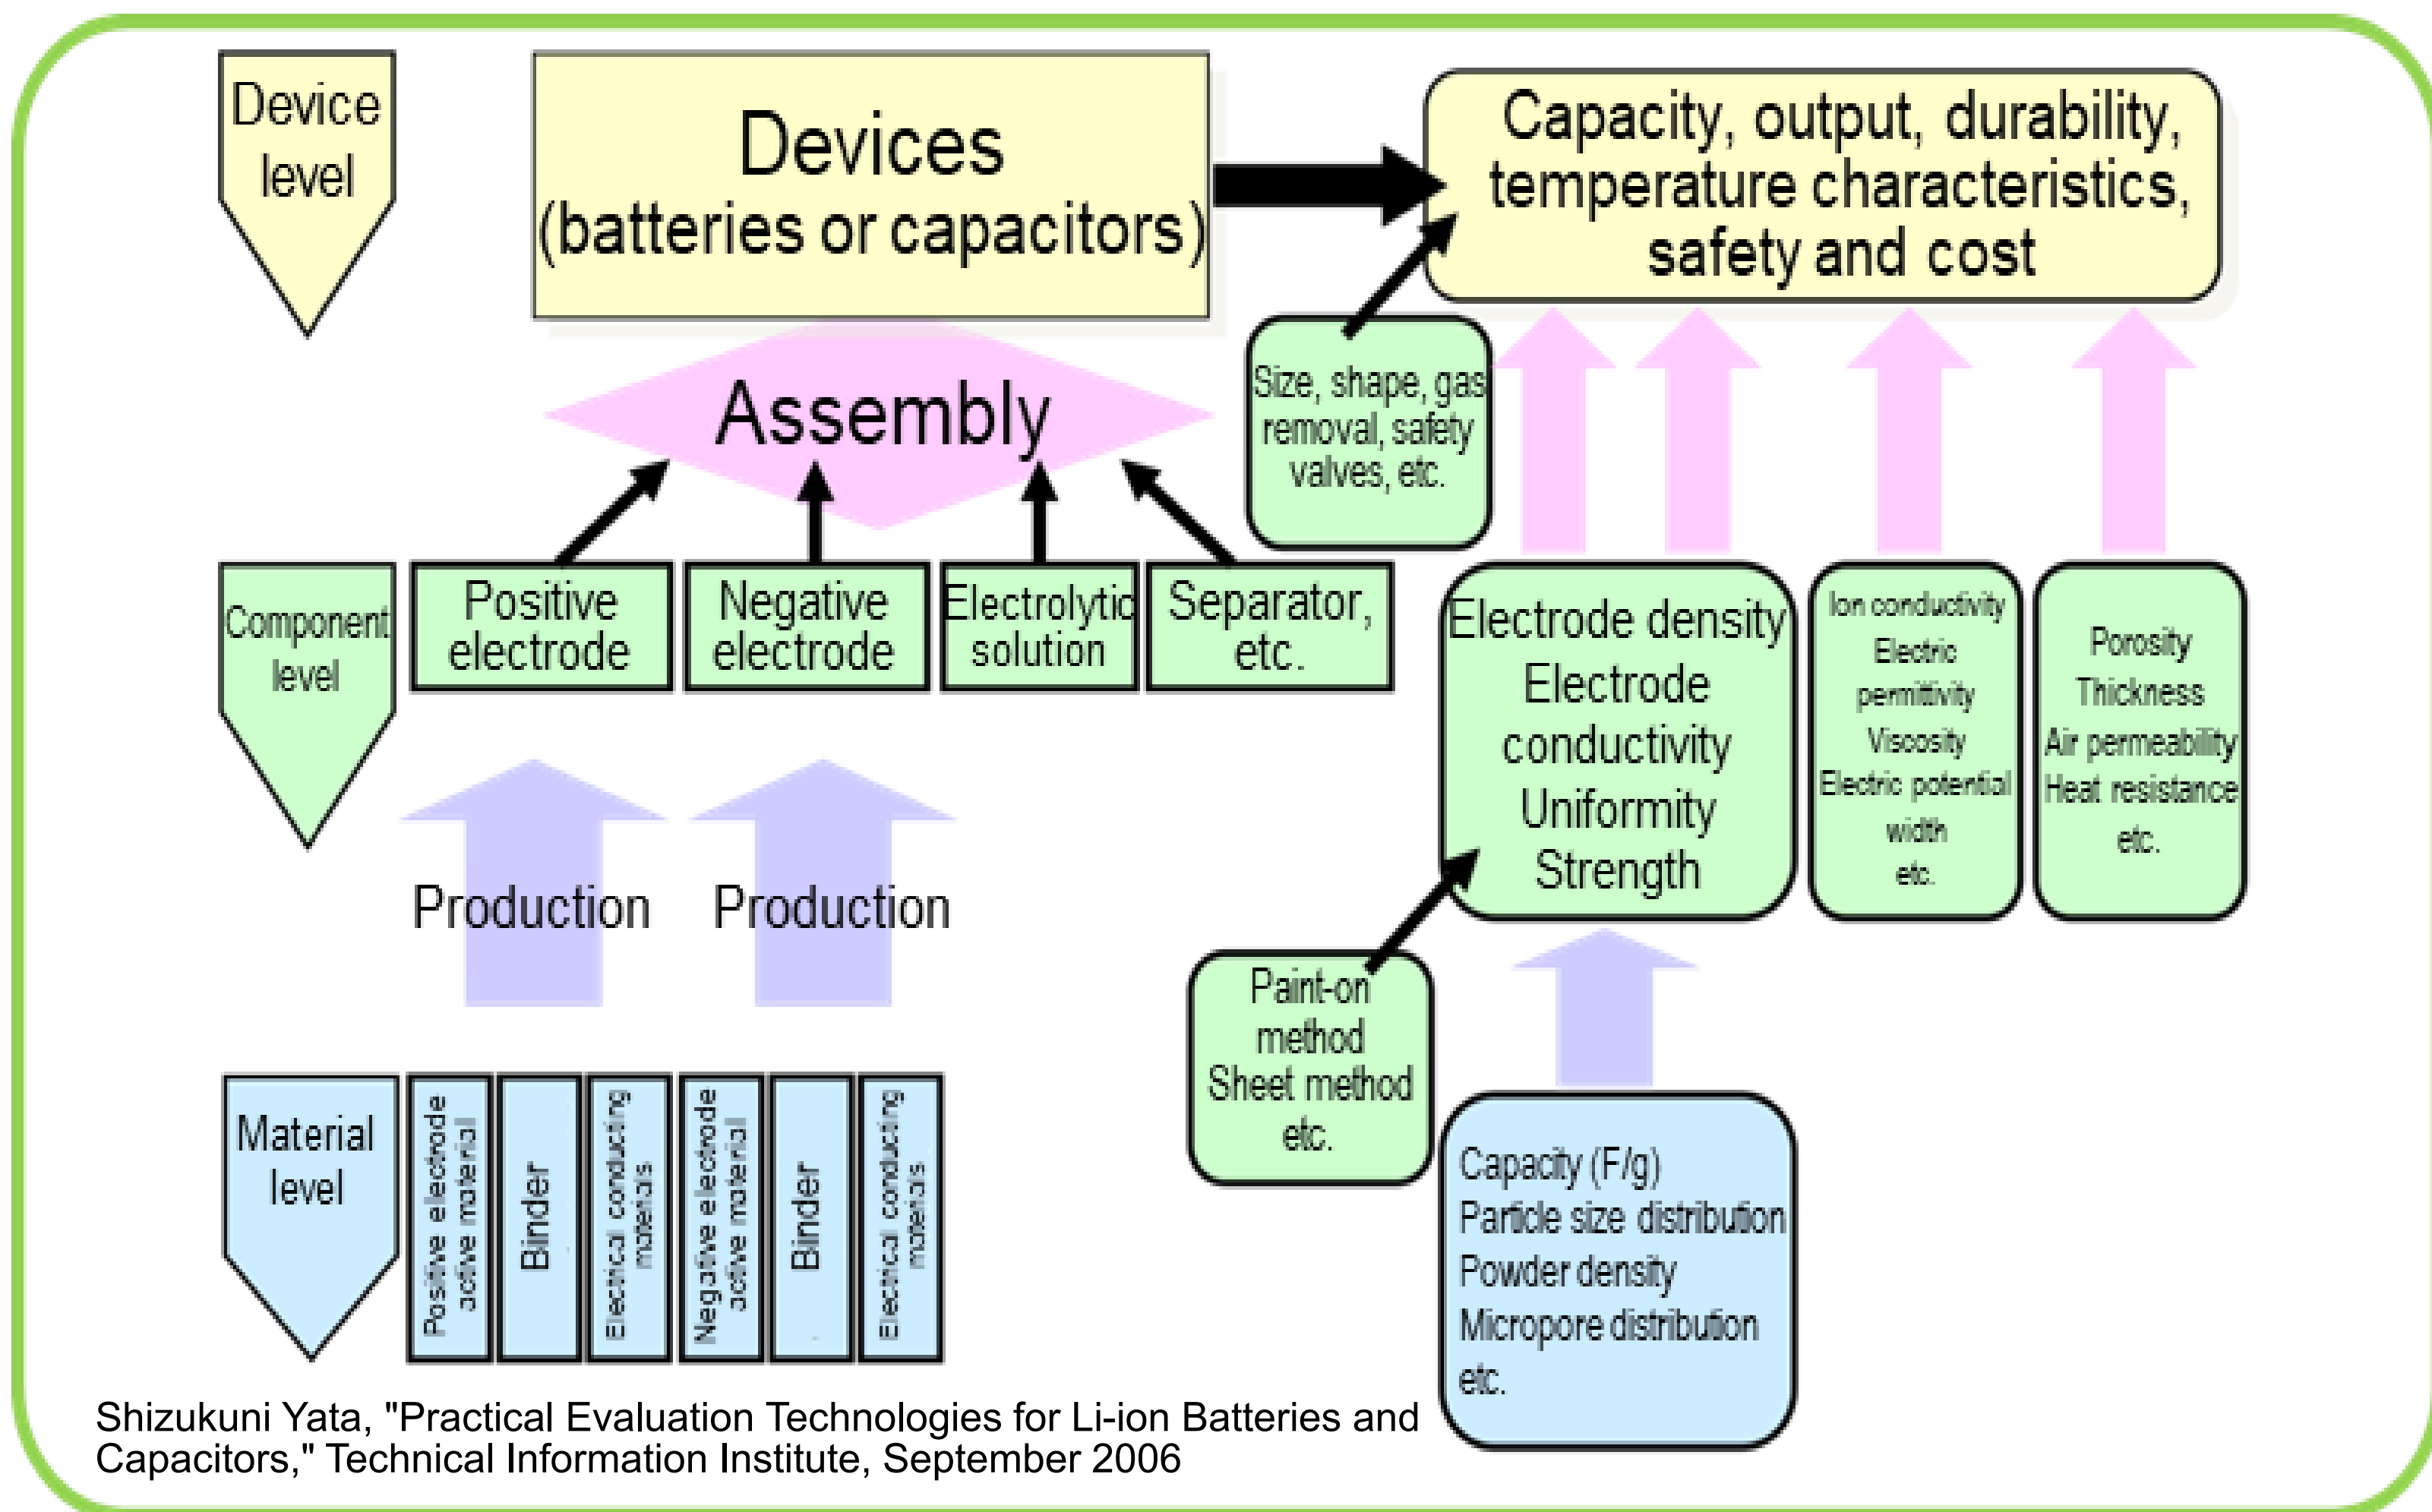 Device
level
Devices
(batteries or capacitors)
Capacity, output, durability,
temperature characteristics,
safety and cost
Assembly
Size, shape, gas
removal, safety
valves, etc.
Component
level
Positive
electrode
Negative
electrode
Electrolytic
solution
Separator,
etc.
Electrode density
Electrode
conductivity
Uniformity
Strength
Ion conductivity
Electric
permittivity
Viscosity
Electric potential
width
etc.
Porosity
Thickness
Air permeability
Heat resistance
etc.
Production
Production
Paint-on
method
Sheet method
etc.
Material
level
Positive electrode
active material
Binder
Electrical conducting
materials
Negative electrode
active material
Binder
Electrical conducting
materials
Capacity (F/g)
Particle size distribution
Powder density
Micropore distribution
etc.
Shizukuni Yata, "Practical Evaluation Technologies for Li-ion Batteries and
Capacitors," Technical Information Institute, September 2006